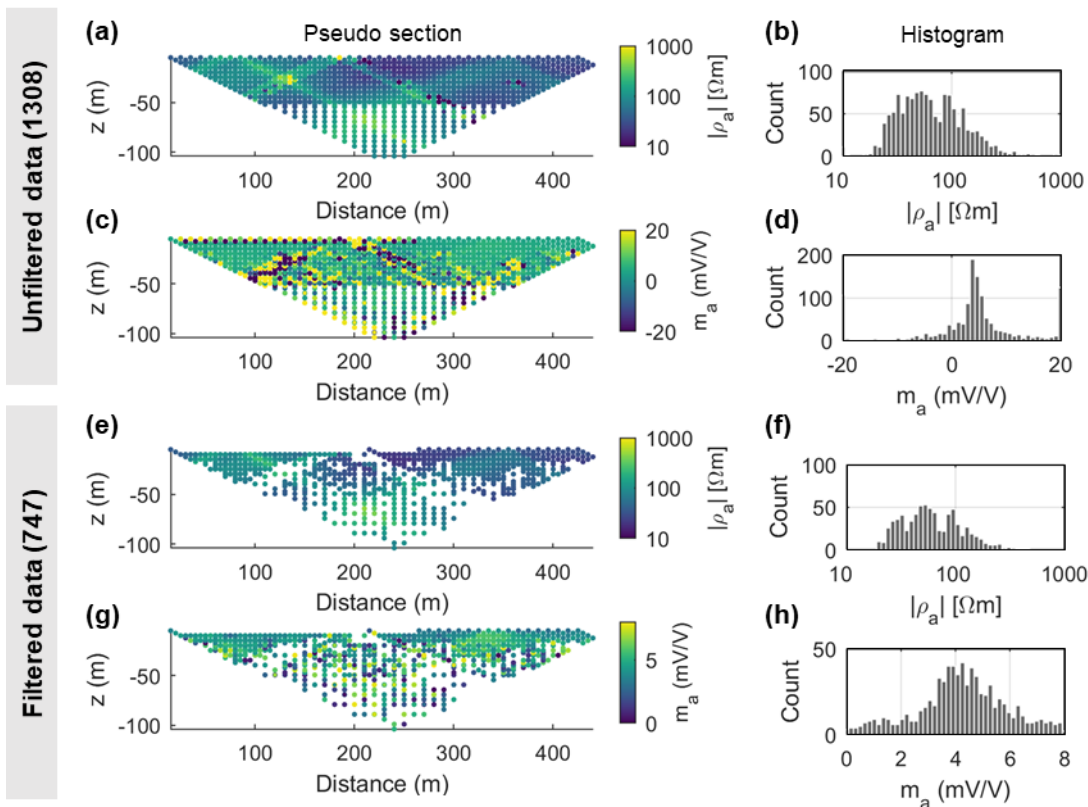 Unfiltered data (1308)
(a)
Pseudo section
(b)
Histogram
z (m)
-50
-100
100
200
300
400
Distance (m)
1000
100
10
|ρa| [Ωm]
Count
100
50
0
10
100
1000
|ρa| [Ωm]
(c)
(d)
z (m)
-50
-100
100
200
300
400
Distance (m)
20
0
-20
ma (mV/V)
Count
200
100
0
-20
0
20
ma (mV/V)
Filtered data (747)
(e)
(f)
z (m)
-50
-100
100
200
300
400
Distance (m)
1000
100
10
|ρa| [Ωm]
Count
100
50
0
10
100
1000
|ρa| [Ωm]
(g)
(h)
z (m)
-50
-100
100
200
300
400
Distance (m)
5
0
ma (mV/V)
Count
50
0
0
2
4
6
8
ma (mV/V)